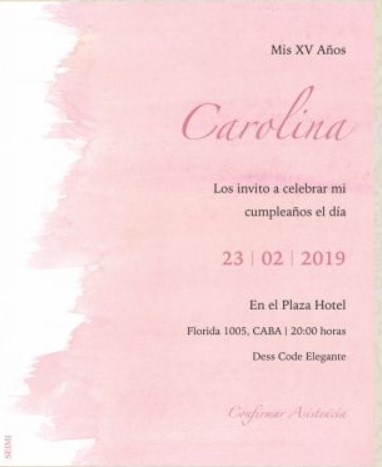 Mis XV Años
Carolina
Los invito a celebrar mi
cumpleaños el día
23 | 02 | 2019
En el Plaza Hotel
Florida 1005, CABA | 20:00 horas
Dess Code Elegante
Confirmar Asistencia
SEIMI